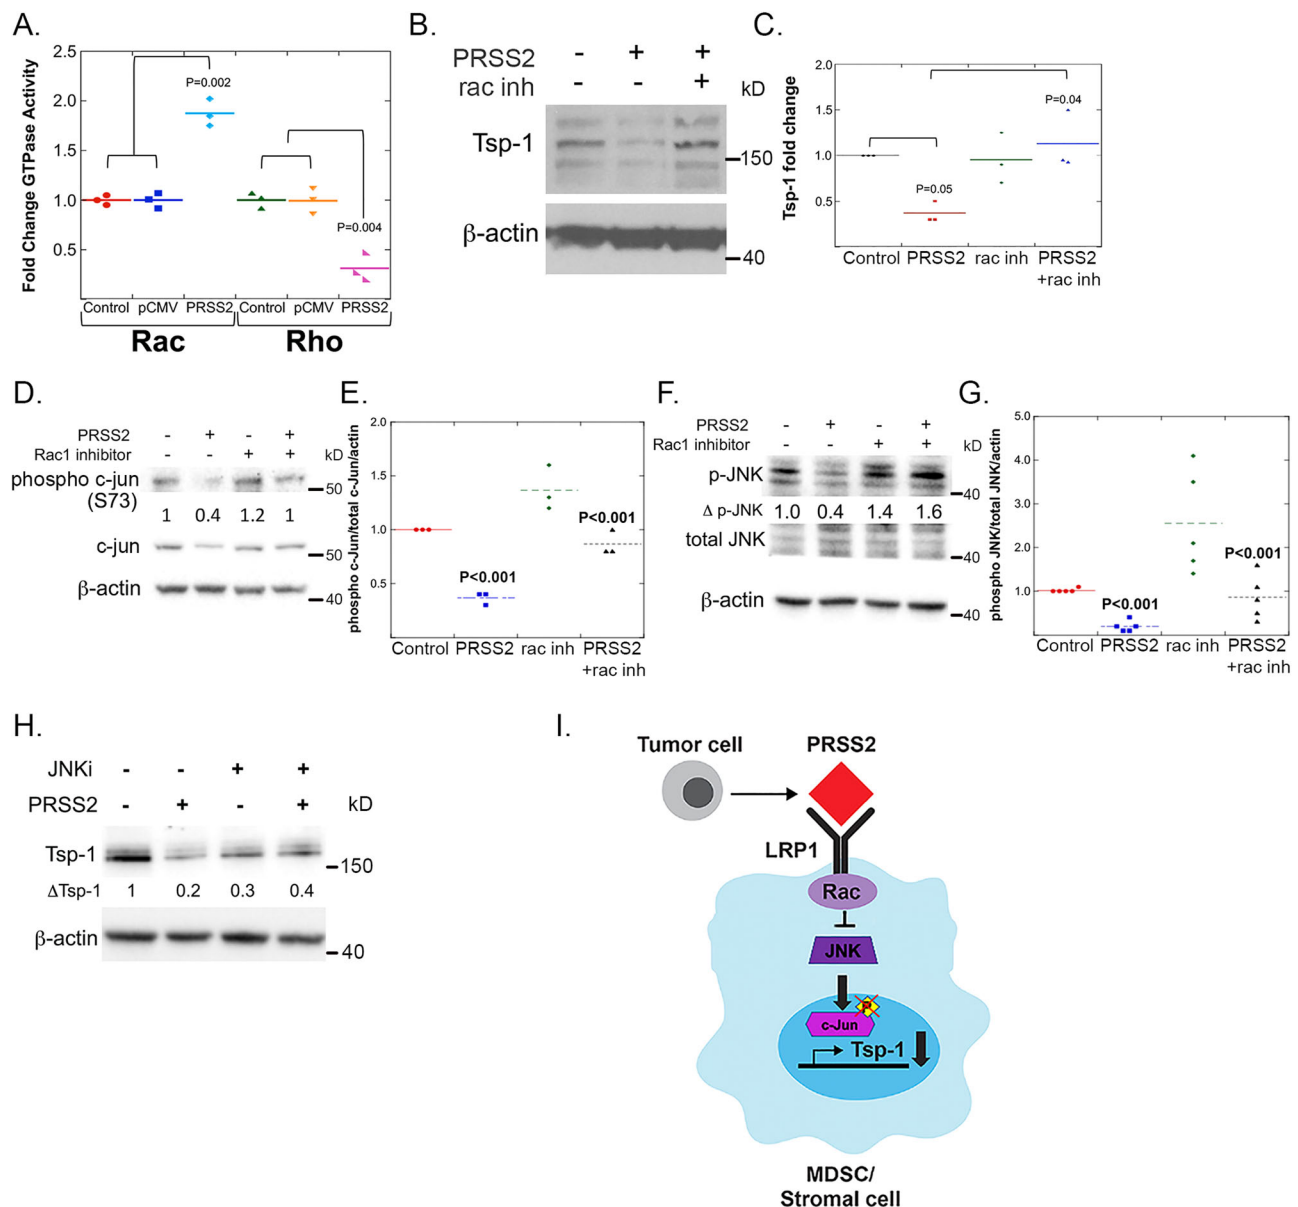 A.
Fold Change GTPase Activity
2.5
2.0
1.5
1.0
0.5
P=0.002
P=0.004
Control pCMV PRSS2 Control pCMV PRSS2
Rac Rho
B.
PRSS2 - + +
rac inh - - + kD
Tsp-1
150
β-actin
40
C.
Tsp-1 fold change
2.0
1.5
1.0
0.5
P=0.05
P=0.04
Control PRSS2 rac inh PRSS2
+rac inh
D.
PRSS2 - + - +
Rac1 inhibitor - - + + kD
phospho c-jun
(S73)
50
1 0.4 1.2 1
c-jun
50
β-actin
40
E.
phospho c-Jun/total c-Jun/actin
2.0
1.5
1.0
0.5
P<0.001
P<0.001
Control PRSS2 rac inh PRSS2
+rac inh
F.
PRSS2 - + - +
Rac1 inhibitor - - + + kD
p-JNK
40
Δ p-JNK 1.0 0.4 1.4 1.6
total JNK
40
β-actin
40
G.
phospho JNK/total JNK/actin
5.0
4.0
3.0
2.0
1.0
P<0.001
P<0.001
Control PRSS2 rac inh PRSS2
+rac inh
H.
JNKi - - + +
PRSS2 - + - + kD
Tsp-1
150
ΔTsp-1 1 0.2 0.3 0.4
β-actin
40
I.
Tumor cell PRSS2
LRP1
Rac
JNK
P
c-Jun
Tsp-1
MDSC/
Stromal cell